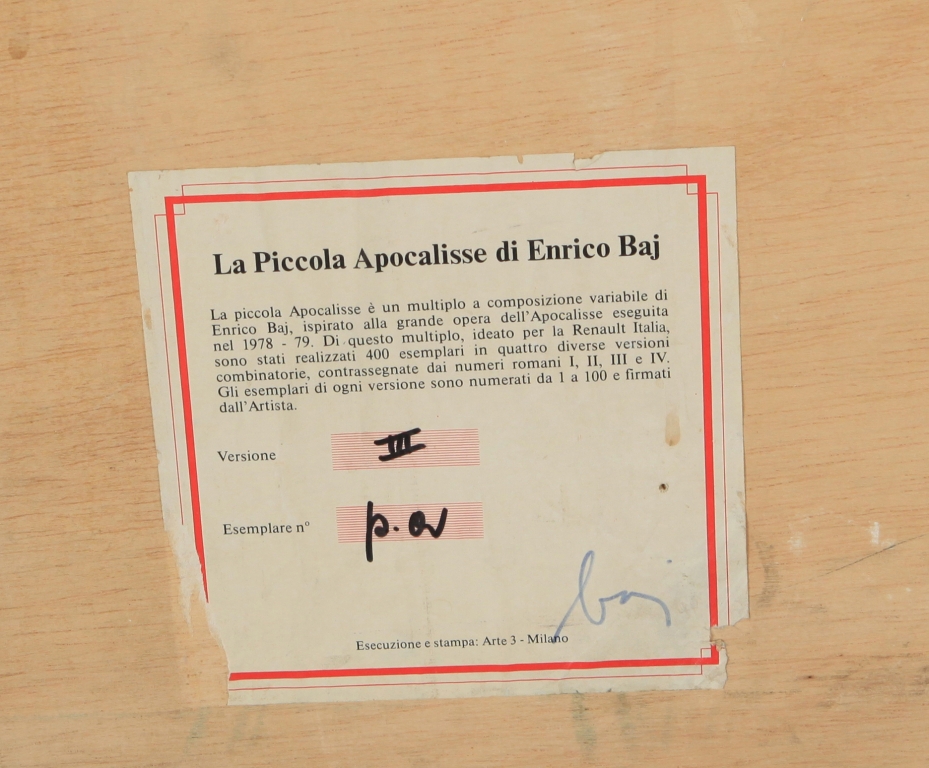 La Piccola Apocalisse di Enrico Baj
La piccola Apocalisse è un multiplo a composizione variabile di
Enrico Baj, ispirato alla grande opera dell'Apocalisse eseguita
nel 1978 - 79. Di questo multiplo, ideato per la Renault Italia,
sono stati realizzati 400 esemplari in quattro diverse versioni
combinatorie, contrassegnate dai numeri romani I, II, III e IV.
Gli esemplari di ogni versione sono numerati da 1 a 100 e firmati
dall'Artista.
Versione III
Esemplare n° p. a
baj
Esecuzione e stampa: Arte 3 - Milano